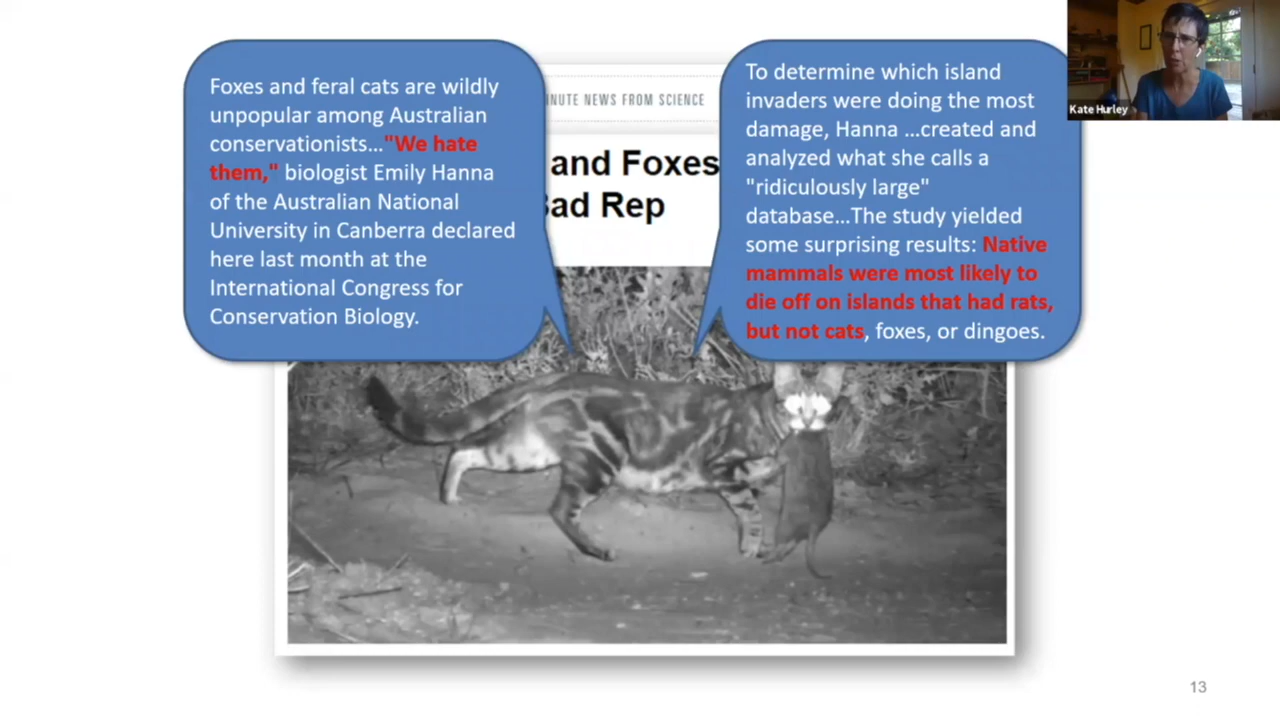 Foxes and feral cats are wildly
unpopular among Australian
conservationists..."We hate
them," biologist Emily Hanna
of the Australian National
University in Canberra declared
here last month at the
International Congress for
Conservation Biology.
NUTE NEWS FROM SCIENCE
and Foxes
Bad Rep
To determine which island
invaders were doing the most
damage, Hanna ...created and
analyzed what she calls a
"ridiculously large"
database...The study yielded
some surprising results: Native
mammals were most likely to
die off on islands that had rats,
but not cats, foxes, or dingoes.
Kate Hurley
13